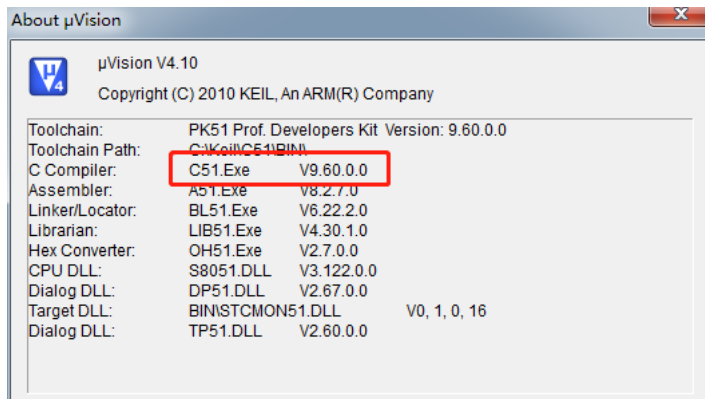 About µVision
x
µ
V4
µVision V4.10
Copyright (C) 2010 KEIL, An ARM(R) Company
Toolchain: PK51 Prof. Developers Kit Version: 9.60.0.0
Toolchain Path: C:\Keil\C51\BIN\
C Compiler: C51.Exe V9.60.0.0
Assembler: A51.Exe V8.2.7.0
Linker/Locator: BL51.Exe V6.22.2.0
Librarian: LIB51.Exe V4.30.1.0
Hex Converter: OH51.Exe V2.7.0.0
CPU DLL: S8051.DLL V3.122.0.0
Dialog DLL: DP51.DLL V2.67.0.0
Target DLL: BIN\STCMON51.DLL V0, 1, 0, 16
Dialog DLL: TP51.DLL V2.60.0.0